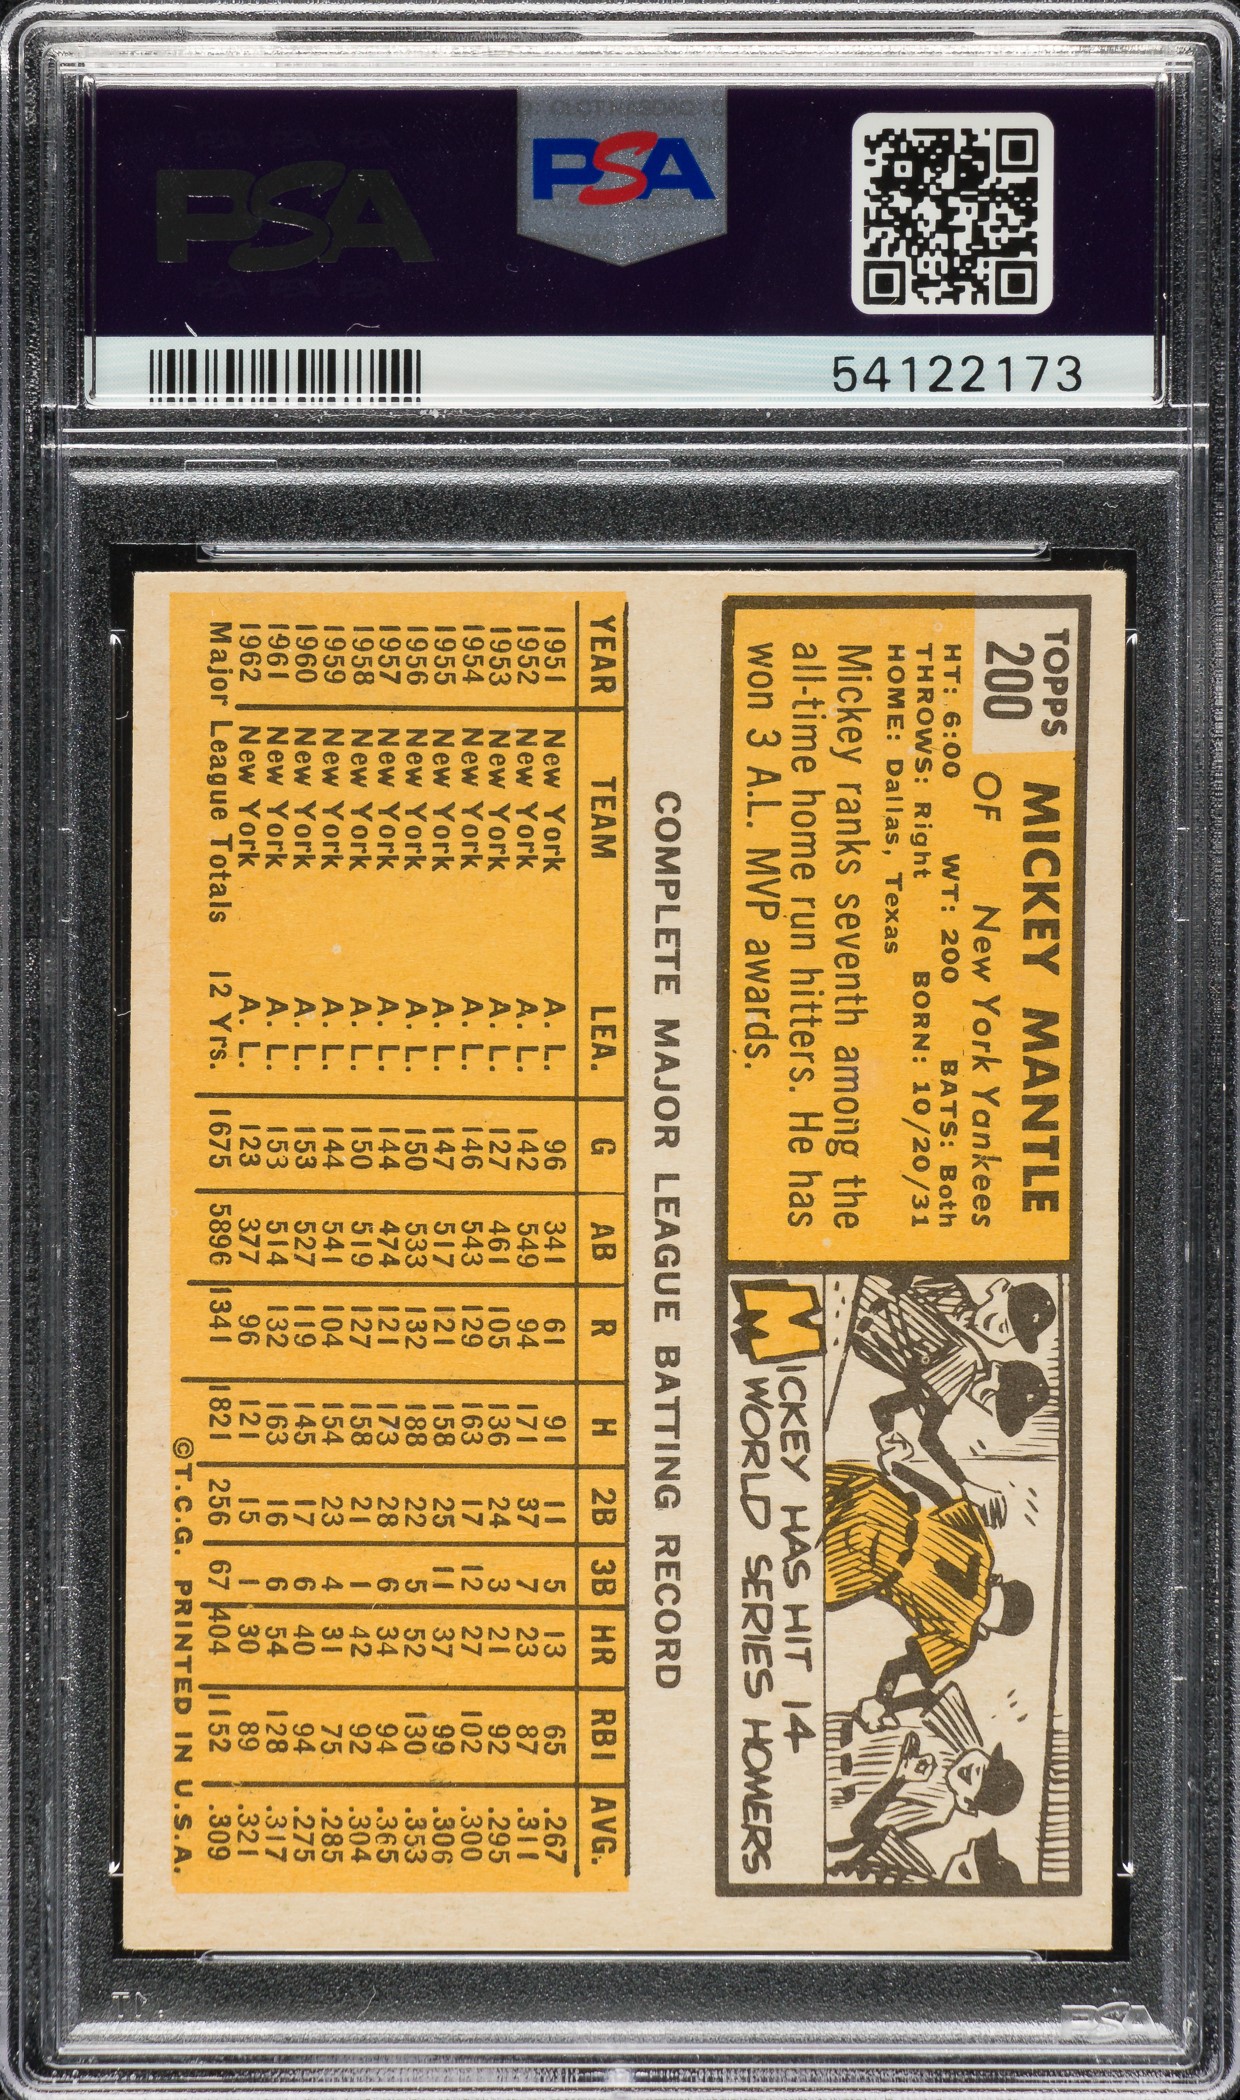 PSA
PSA
54122173
TOPPS
200
MICKEY MANTLE
OF New York Yankees
HT: 6:00 WT: 200 BATS: Both
THROWS: Right BORN: 10/20/31
HOME: Dallas, Texas
Mickey ranks seventh among the
all-time home run hitters. He has
won 3 A.L. MVP awards.
MICKEY HAS HIT 14
WORLD SERIES HOMERS
COMPLETE MAJOR LEAGUE BATTING RECORD
YEAR TEAM LEA. G AB R H 2B 3B HR RBI AVG.
1951 New York A. L. 96 341 61 91 11 5 13 65 .267
1952 New York A. L. 142 549 94 171 37 7 23 87 .311
1953 New York A. L. 127 461 105 136 24 3 21 92 .295
1954 New York A. L. 146 543 129 163 17 12 27 102 .300
1955 New York A. L. 147 517 121 158 25 11 37 99 .306
1956 New York A. L. 150 533 132 188 22 5 52 130 .353
1957 New York A. L. 144 474 121 173 28 6 34 94 .365
1958 New York A. L. 150 519 127 158 21 1 42 92 .304
1959 New York A. L. 144 541 104 154 23 4 31 75 .285
1960 New York A. L. 153 527 119 145 17 6 40 94 .275
1961 New York A. L. 153 514 132 163 16 6 54 128 .317
1962 New York A. L. 123 377 96 121 15 1 30 89 .321
Major League Totals 12 Yrs. 1675 5896 1341 1821 256 67 404 1152 .309
©T.C.G. PRINTED IN U.S.A.
7
PSA